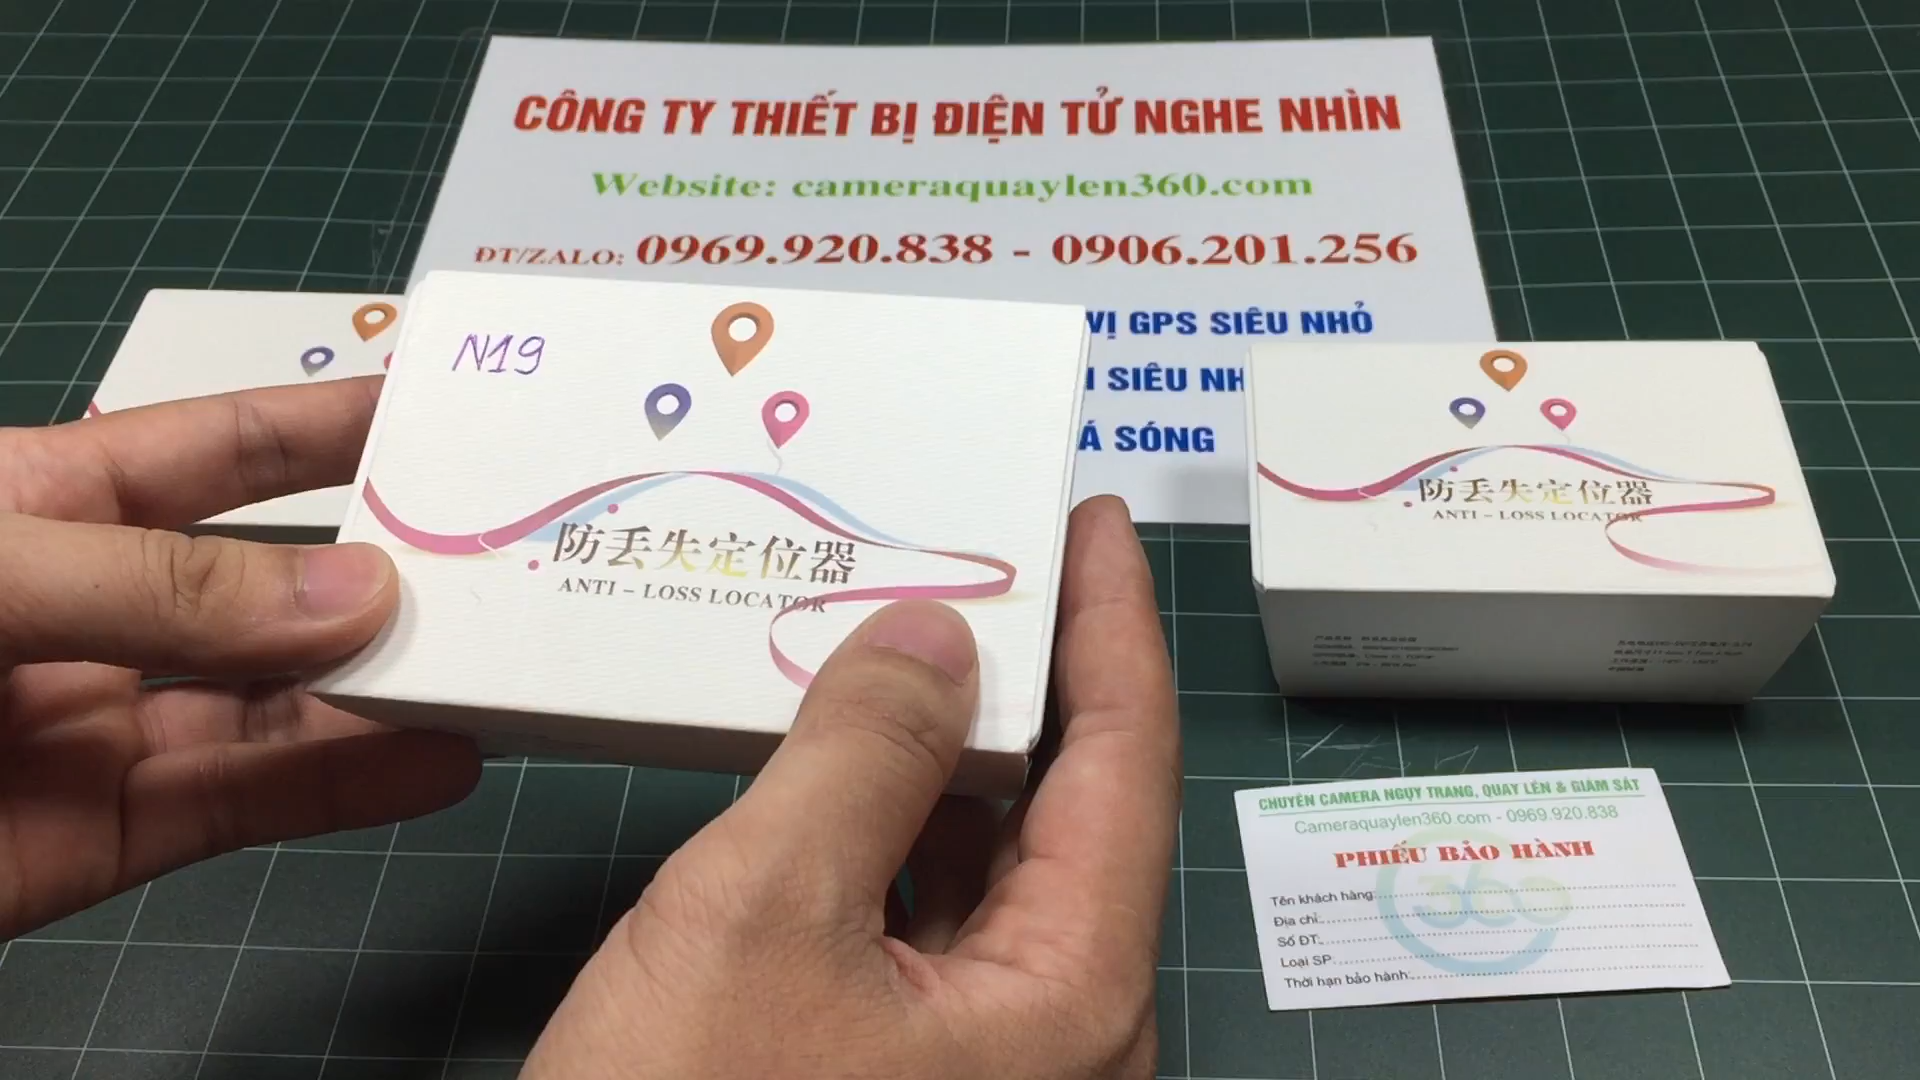 CÔNG TY THIẾT BỊ ĐIỆN TỬ NGHE NHÌN
Website: cameraquaylen360.com
ĐT/ZALO: 0969.920.838 - 0906.201.256
VỊ GPS SIÊU NHỎ
SIÊU NH
Á SÓNG
N19
防丢失定位器
ANTI - LOSS LOCATOR
防丢失定位器
ANTI - LOSS LOCATOR
CHUYÊN CAMERA NGỤY TRANG, QUAY LÉN & GIÁM SÁT
Cameraquaylen360.com - 0969.920.838
PHIẾU BẢO HÀNH
360
Tên khách hàng:
Địa chỉ:
Số ĐT:
Loại SP:
Thời hạn bảo hành: